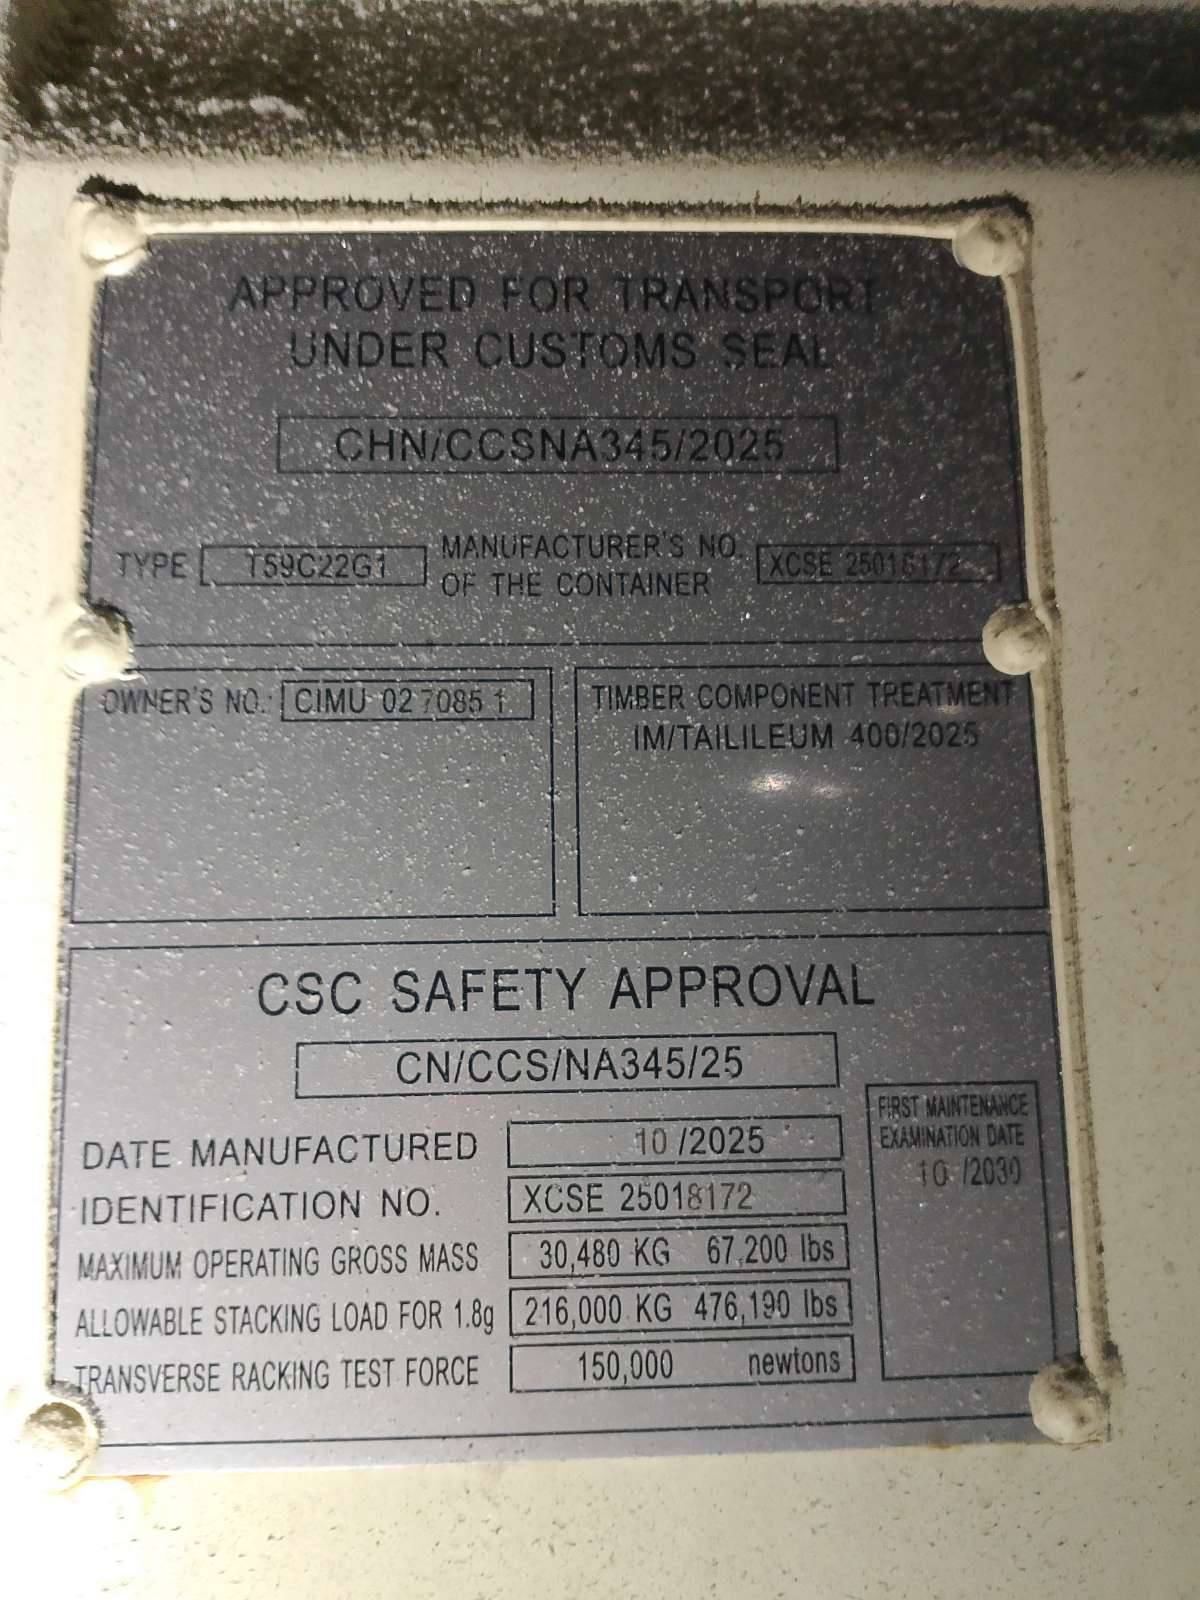 APPROVED FOR TRANSPORT
UNDER CUSTOMS SEAL
CHN/CCSNA345/2025
TYPE T59C22G1 MANUFACTURER'S NO. OF THE CONTAINER XCSE 25018172
OWNER'S NO.: CIMU 027085 1
TIMBER COMPONENT TREATMENT
IM/TAILILEUM 400/2025
CSC SAFETY APPROVAL
CN/CCS/NA345/25
DATE MANUFACTURED 10 /2025
IDENTIFICATION NO. XCSE 25018172
MAXIMUM OPERATING GROSS MASS 30,480 KG 67,200 lbs
ALLOWABLE STACKING LOAD FOR 1.8g 216,000 KG 476,190 lbs
TRANSVERSE RACKING TEST FORCE 150,000 newtons
FIRST MAINTENANCE
EXAMINATION DATE
10 /2030